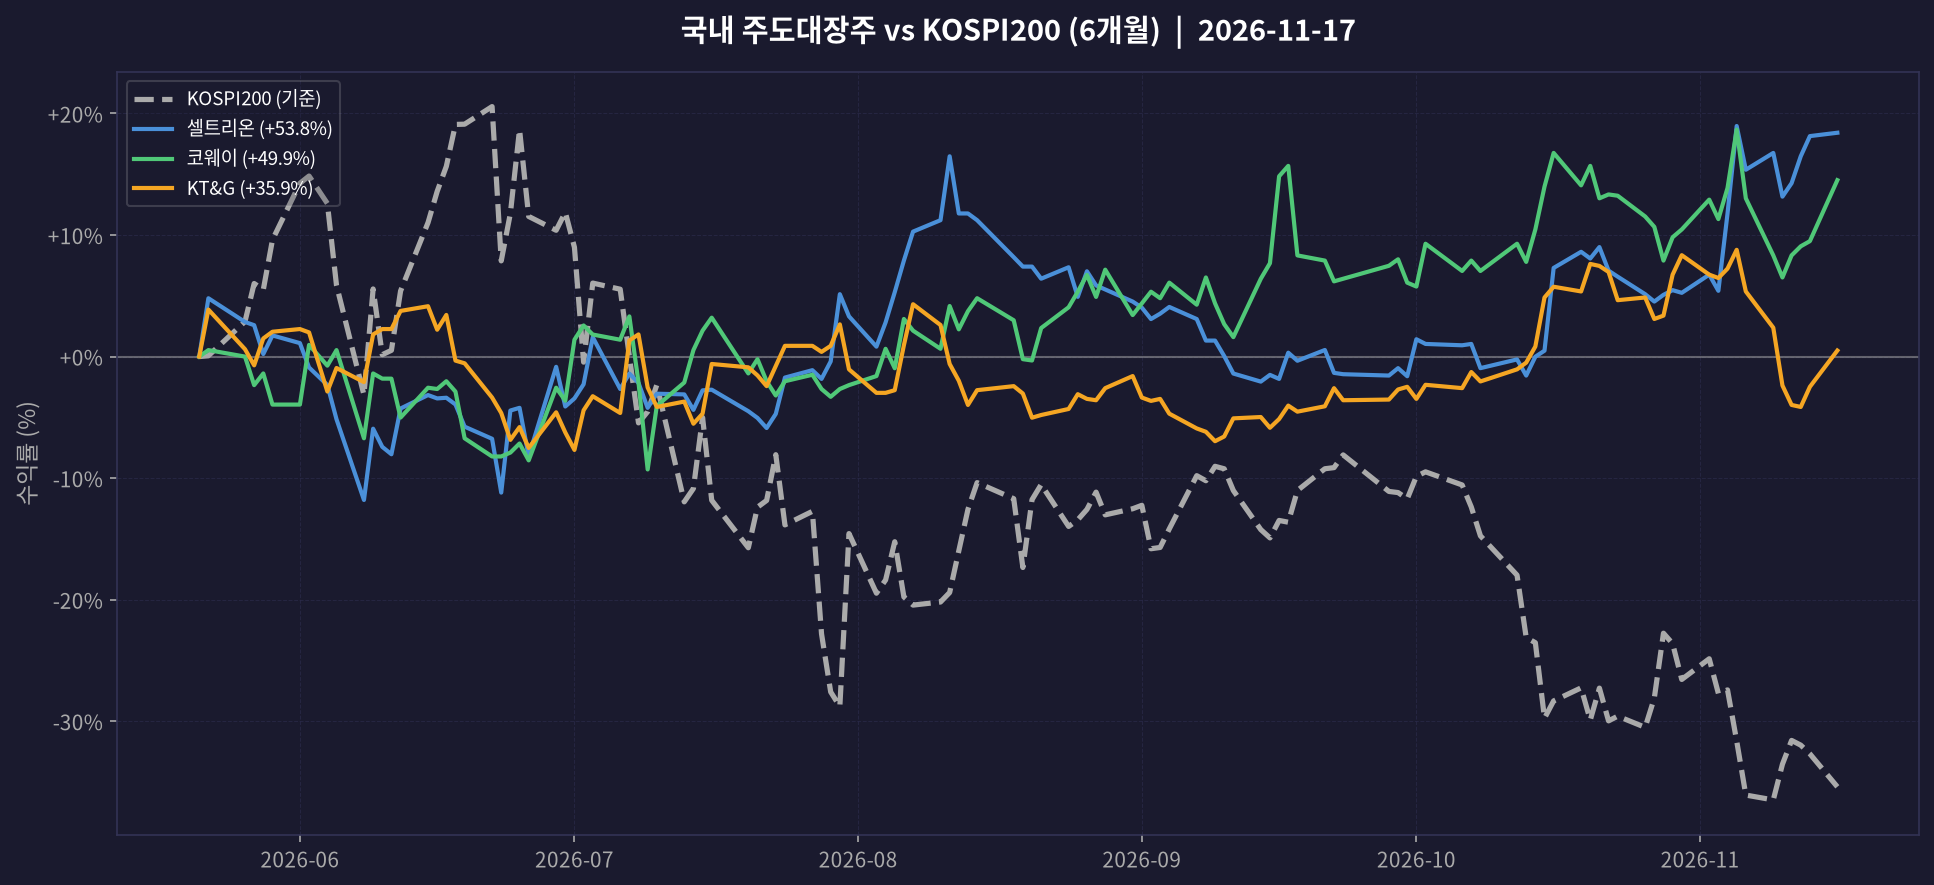 국내 주도대장주 vs KOSPI200 (6개월) | 2026-11-17
KOSPI200 (기준)
셀트리온 (+53.8%)
코웨이 (+49.9%)
KT&G (+35.9%)
+20%
+10%
+0%
-10%
-20%
-30%
수익률 (%)
2026-06
2026-07
2026-08
2026-09
2026-10
2026-11